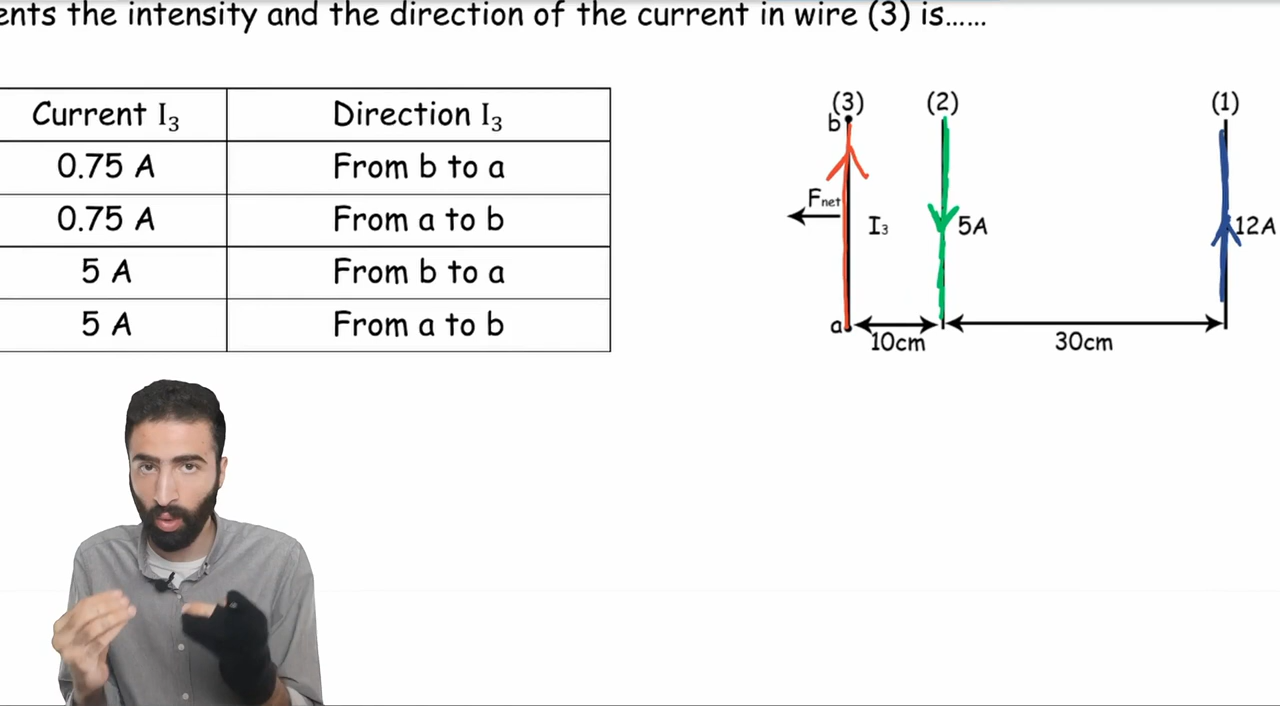 ents the intensity and the direction of the current in wire (3) is......
Current I₃ Direction I₃
0.75 A From b to a
0.75 A From a to b
5 A From b to a
5 A From a to b
(3) (2) (1)
b
Fnet
I₃ 5A 12A
a
10cm 30cm